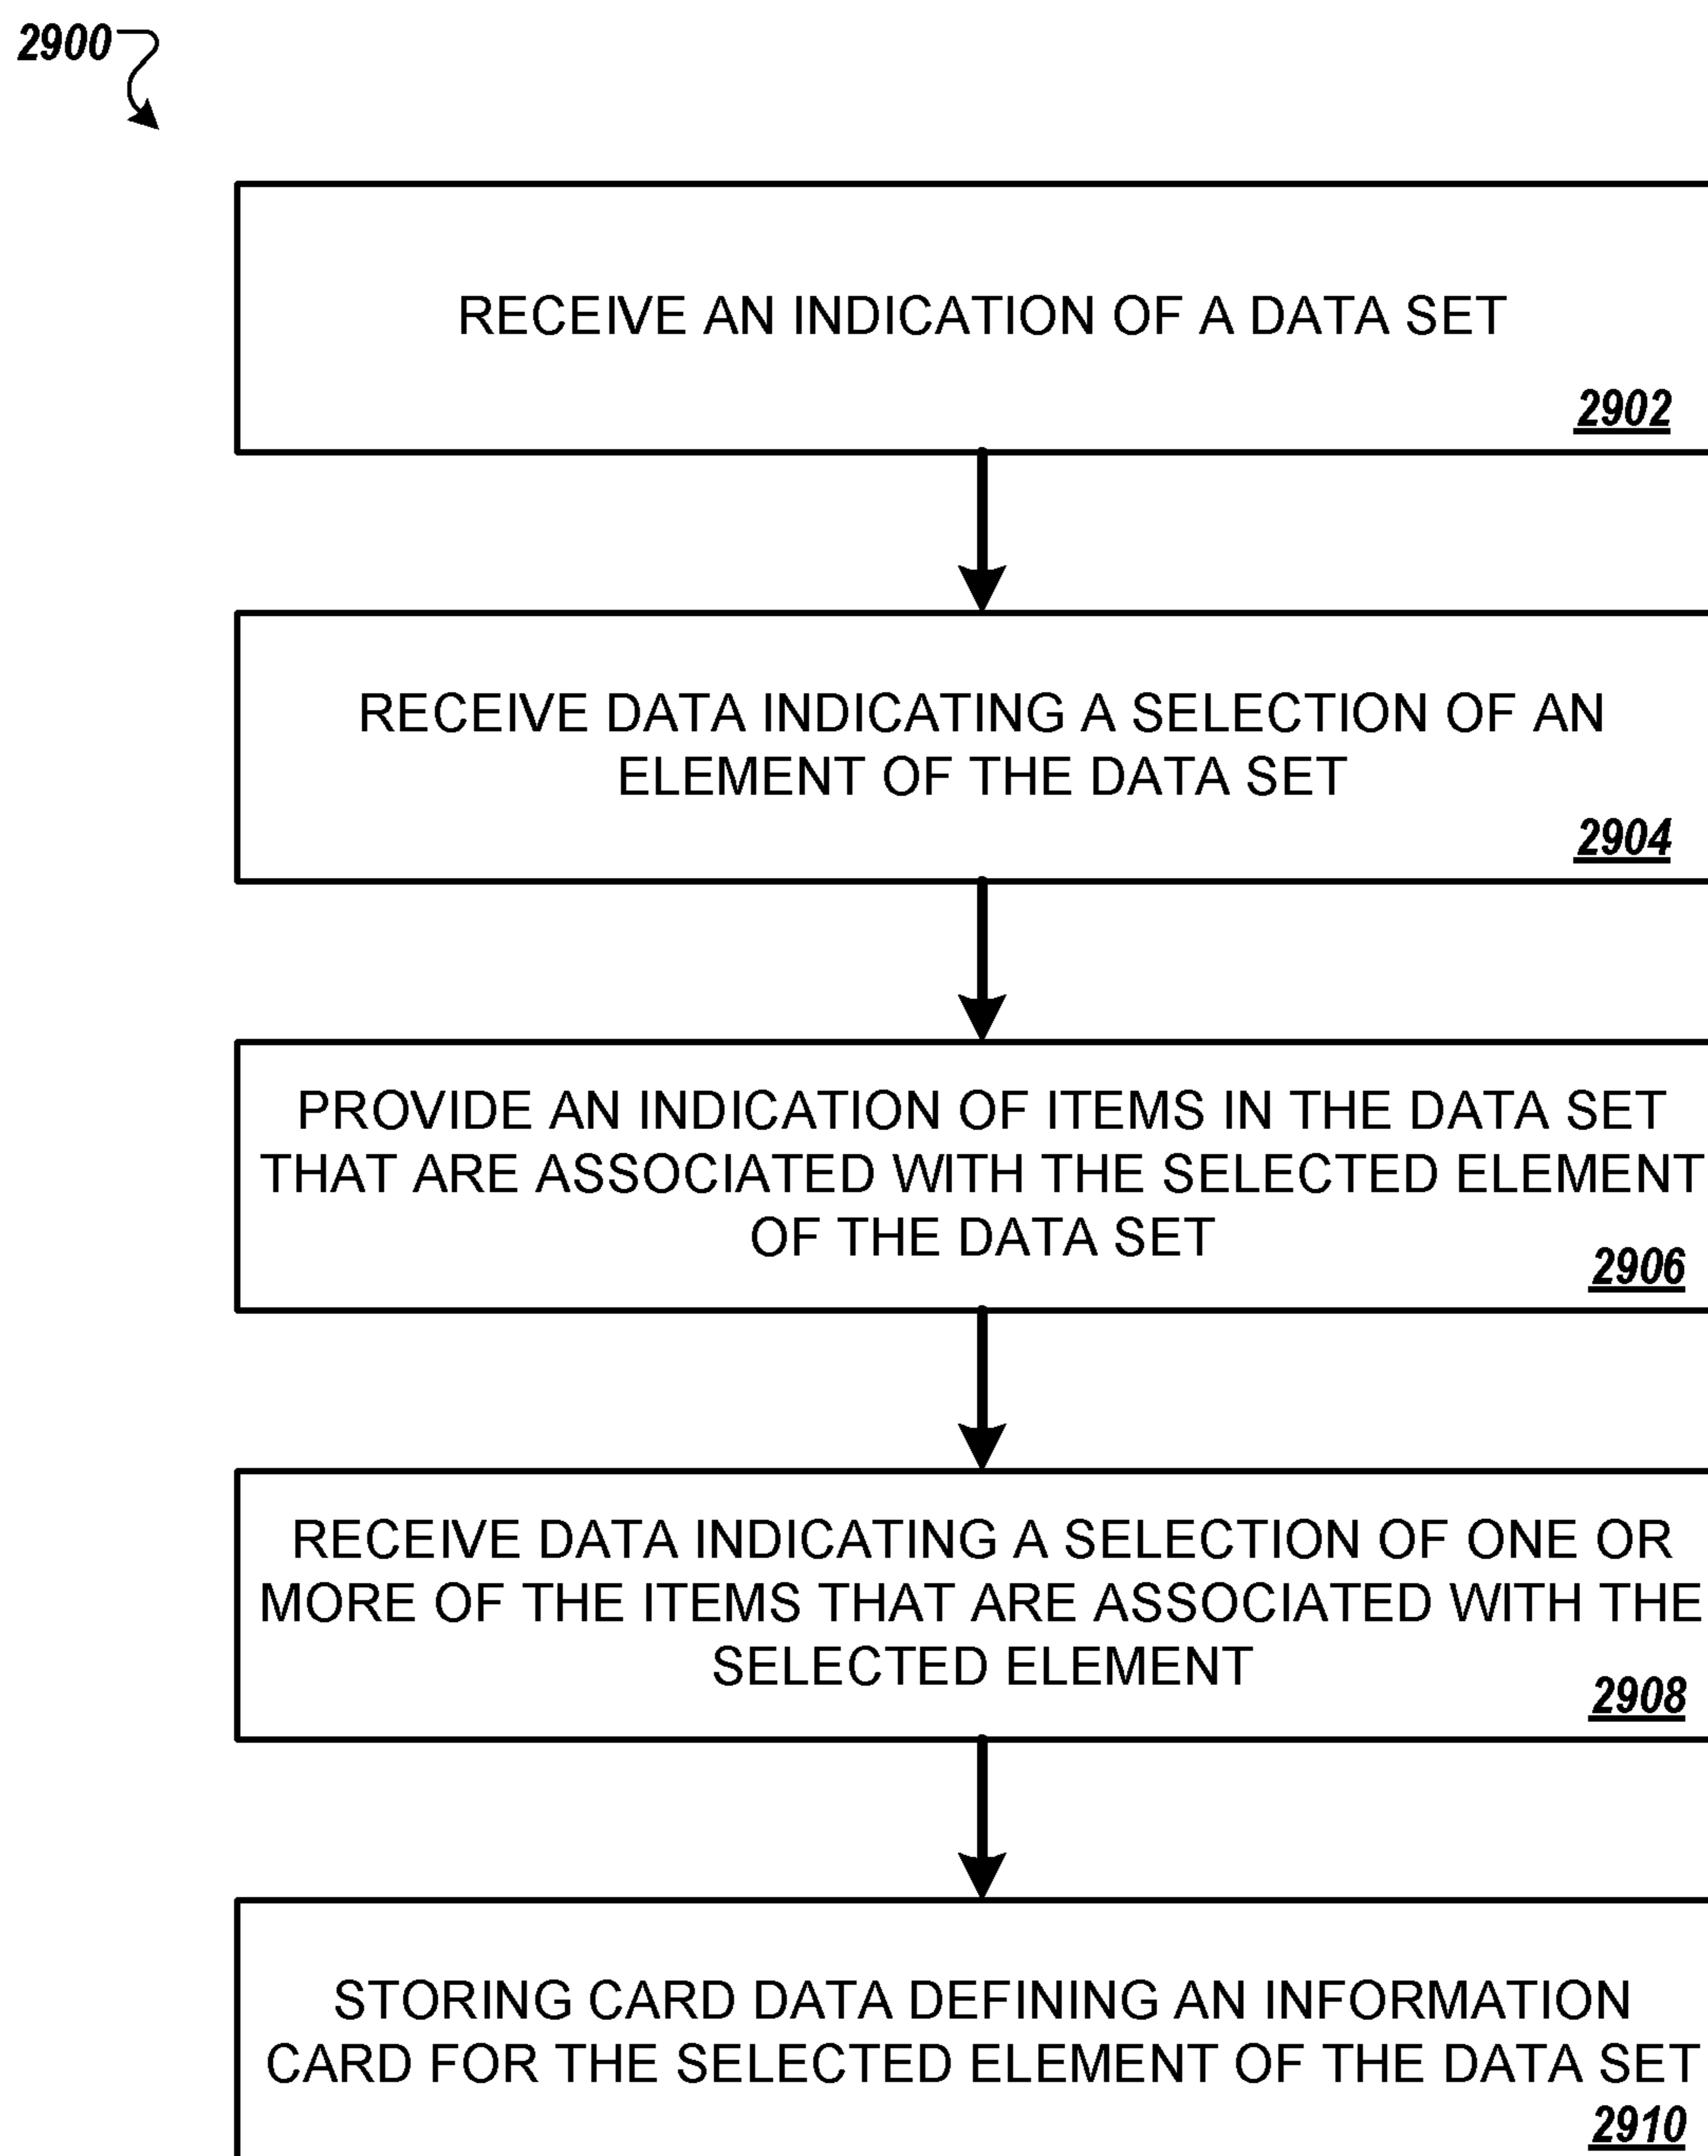 2900
RECEIVE AN INDICATION OF A DATA SET
2902
RECEIVE DATA INDICATING A SELECTION OF AN
ELEMENT OF THE DATA SET
2904
PROVIDE AN INDICATION OF ITEMS IN THE DATA SET
THAT ARE ASSOCIATED WITH THE SELECTED ELEMENT
OF THE DATA SET
2906
RECEIVE DATA INDICATING A SELECTION OF ONE OR
MORE OF THE ITEMS THAT ARE ASSOCIATED WITH THE
SELECTED ELEMENT
2908
STORING CARD DATA DEFINING AN INFORMATION
CARD FOR THE SELECTED ELEMENT OF THE DATA SET
2910